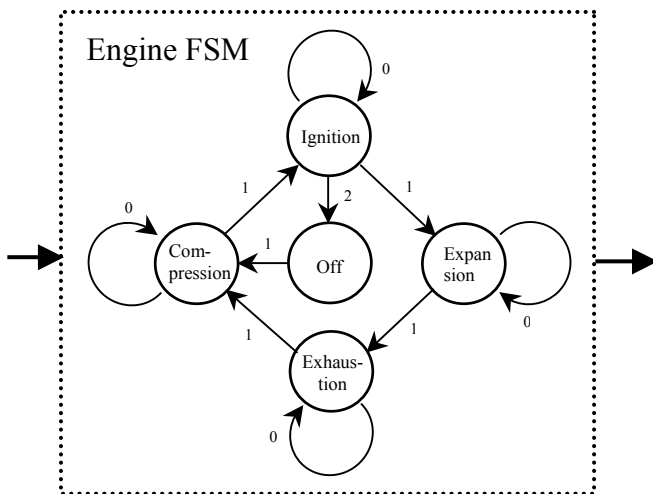 Engine FSM
0
Ignition
1
2
1
0
Com-
pression
1
Off
Expan
sion
0
1
1
Exhaus-
tion
0